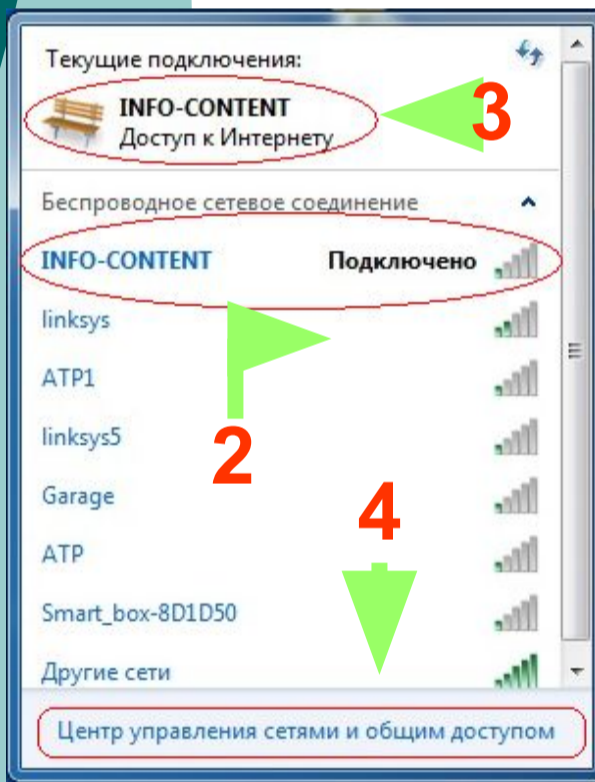 Текущие подключения:
INFO-CONTENT
Доступ к Интернету
3
Беспроводное сетевое соединение
INFO-CONTENT Подключено
linksys
ATP1
linksys5
2
Garage
4
ATP
Smart_box-8D1D50
Другие сети
Центр управления сетями и общим доступом